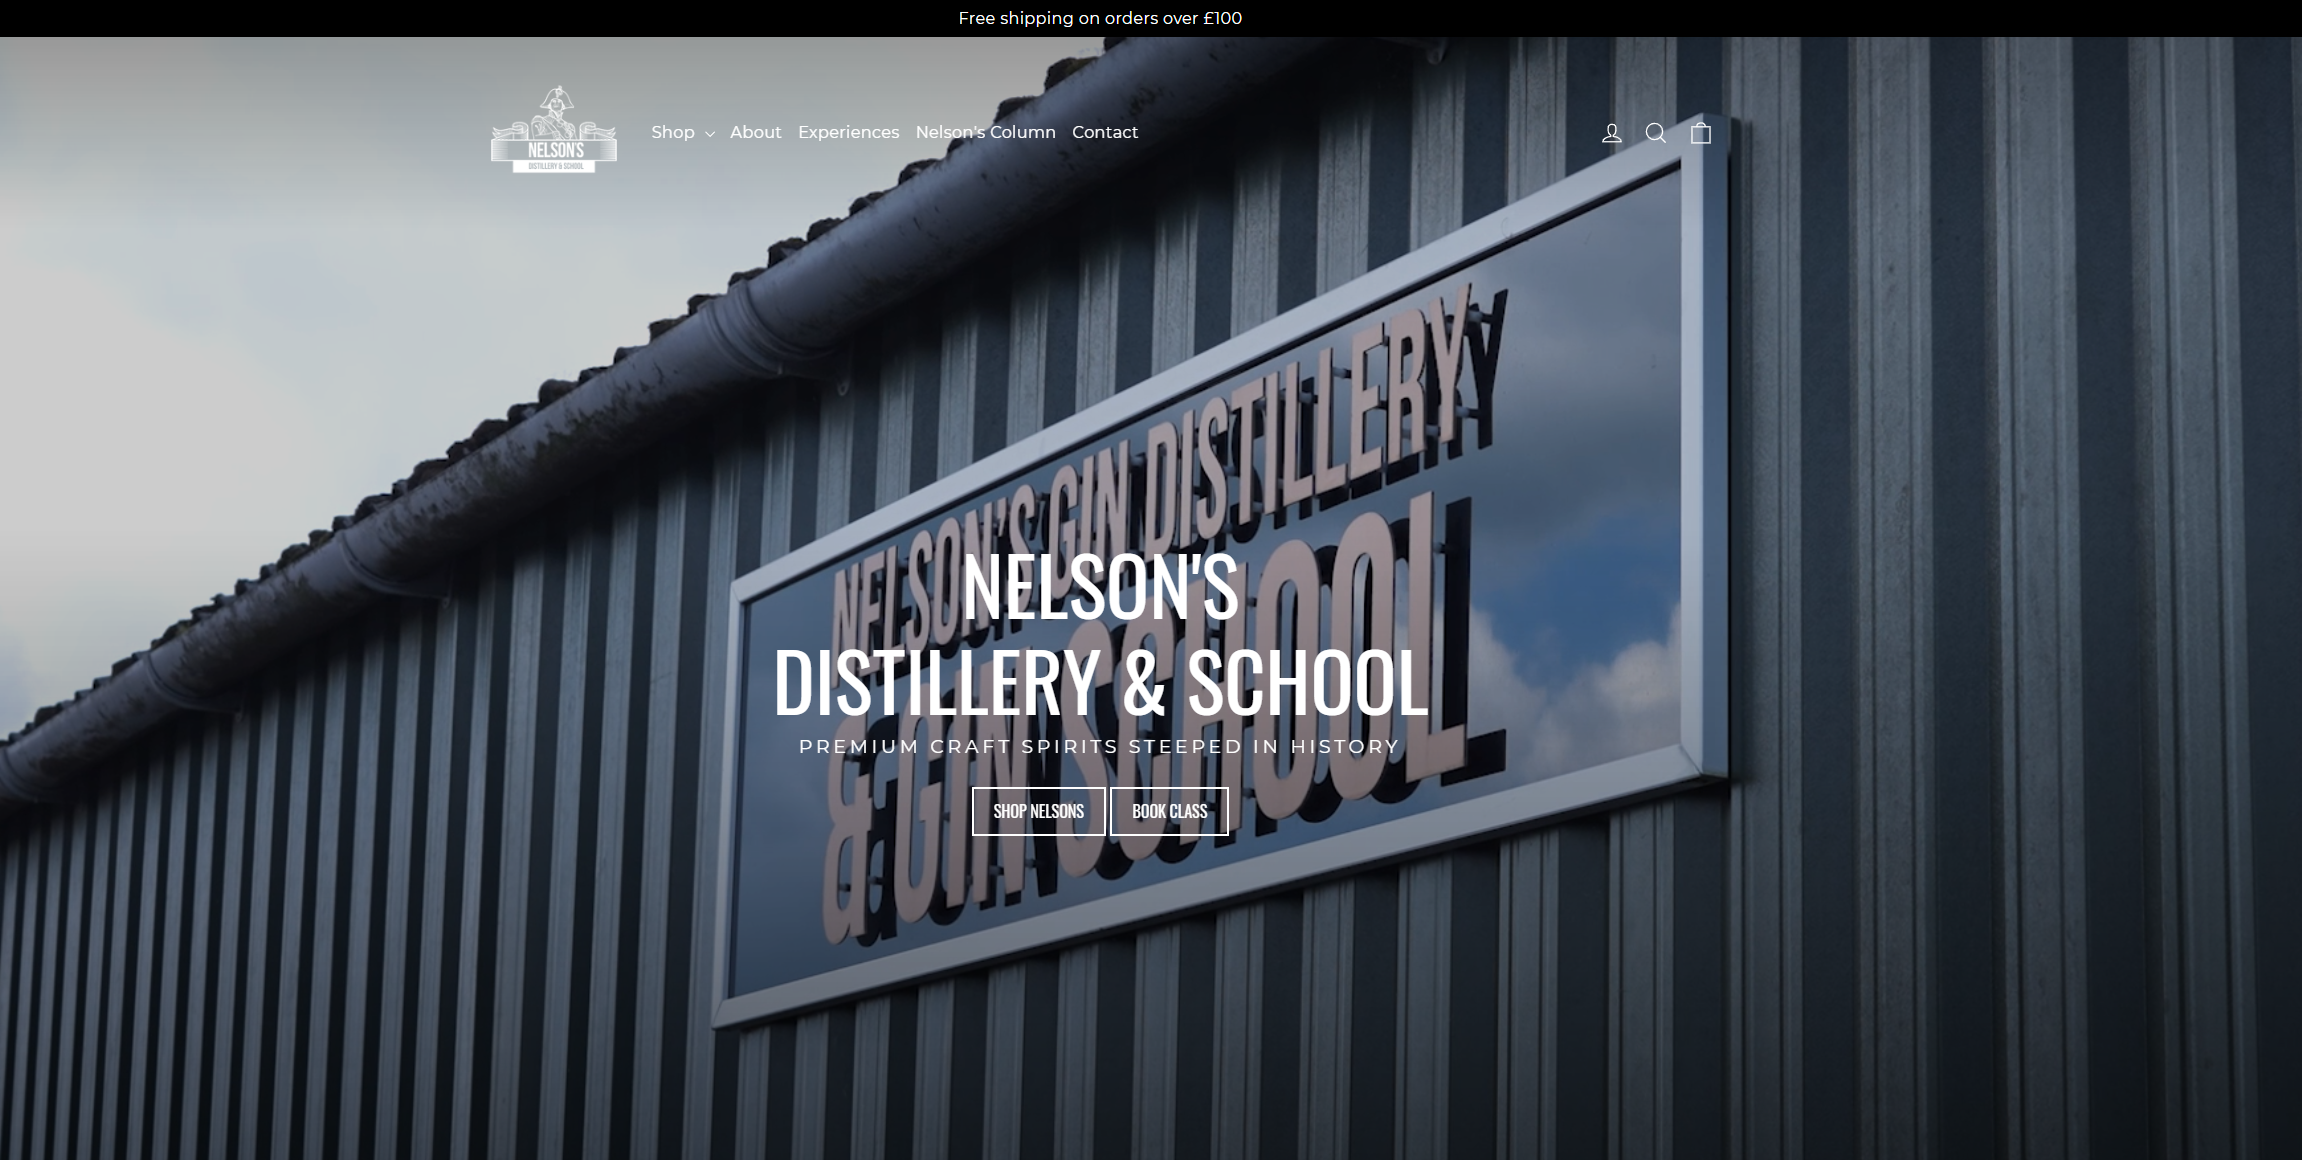 Free shipping on orders over £100
NELSON'S
DISTILLERY & SCHOOL
Shop
About
Experiences
Nelson's Column
Contact
NELSON'S GIN DISTILLERY
& GIN SCHOOL
NELSON'S
DISTILLERY & SCHOOL
PREMIUM CRAFT SPIRITS STEEPED IN HISTORY
SHOP NELSONS
BOOK CLASS